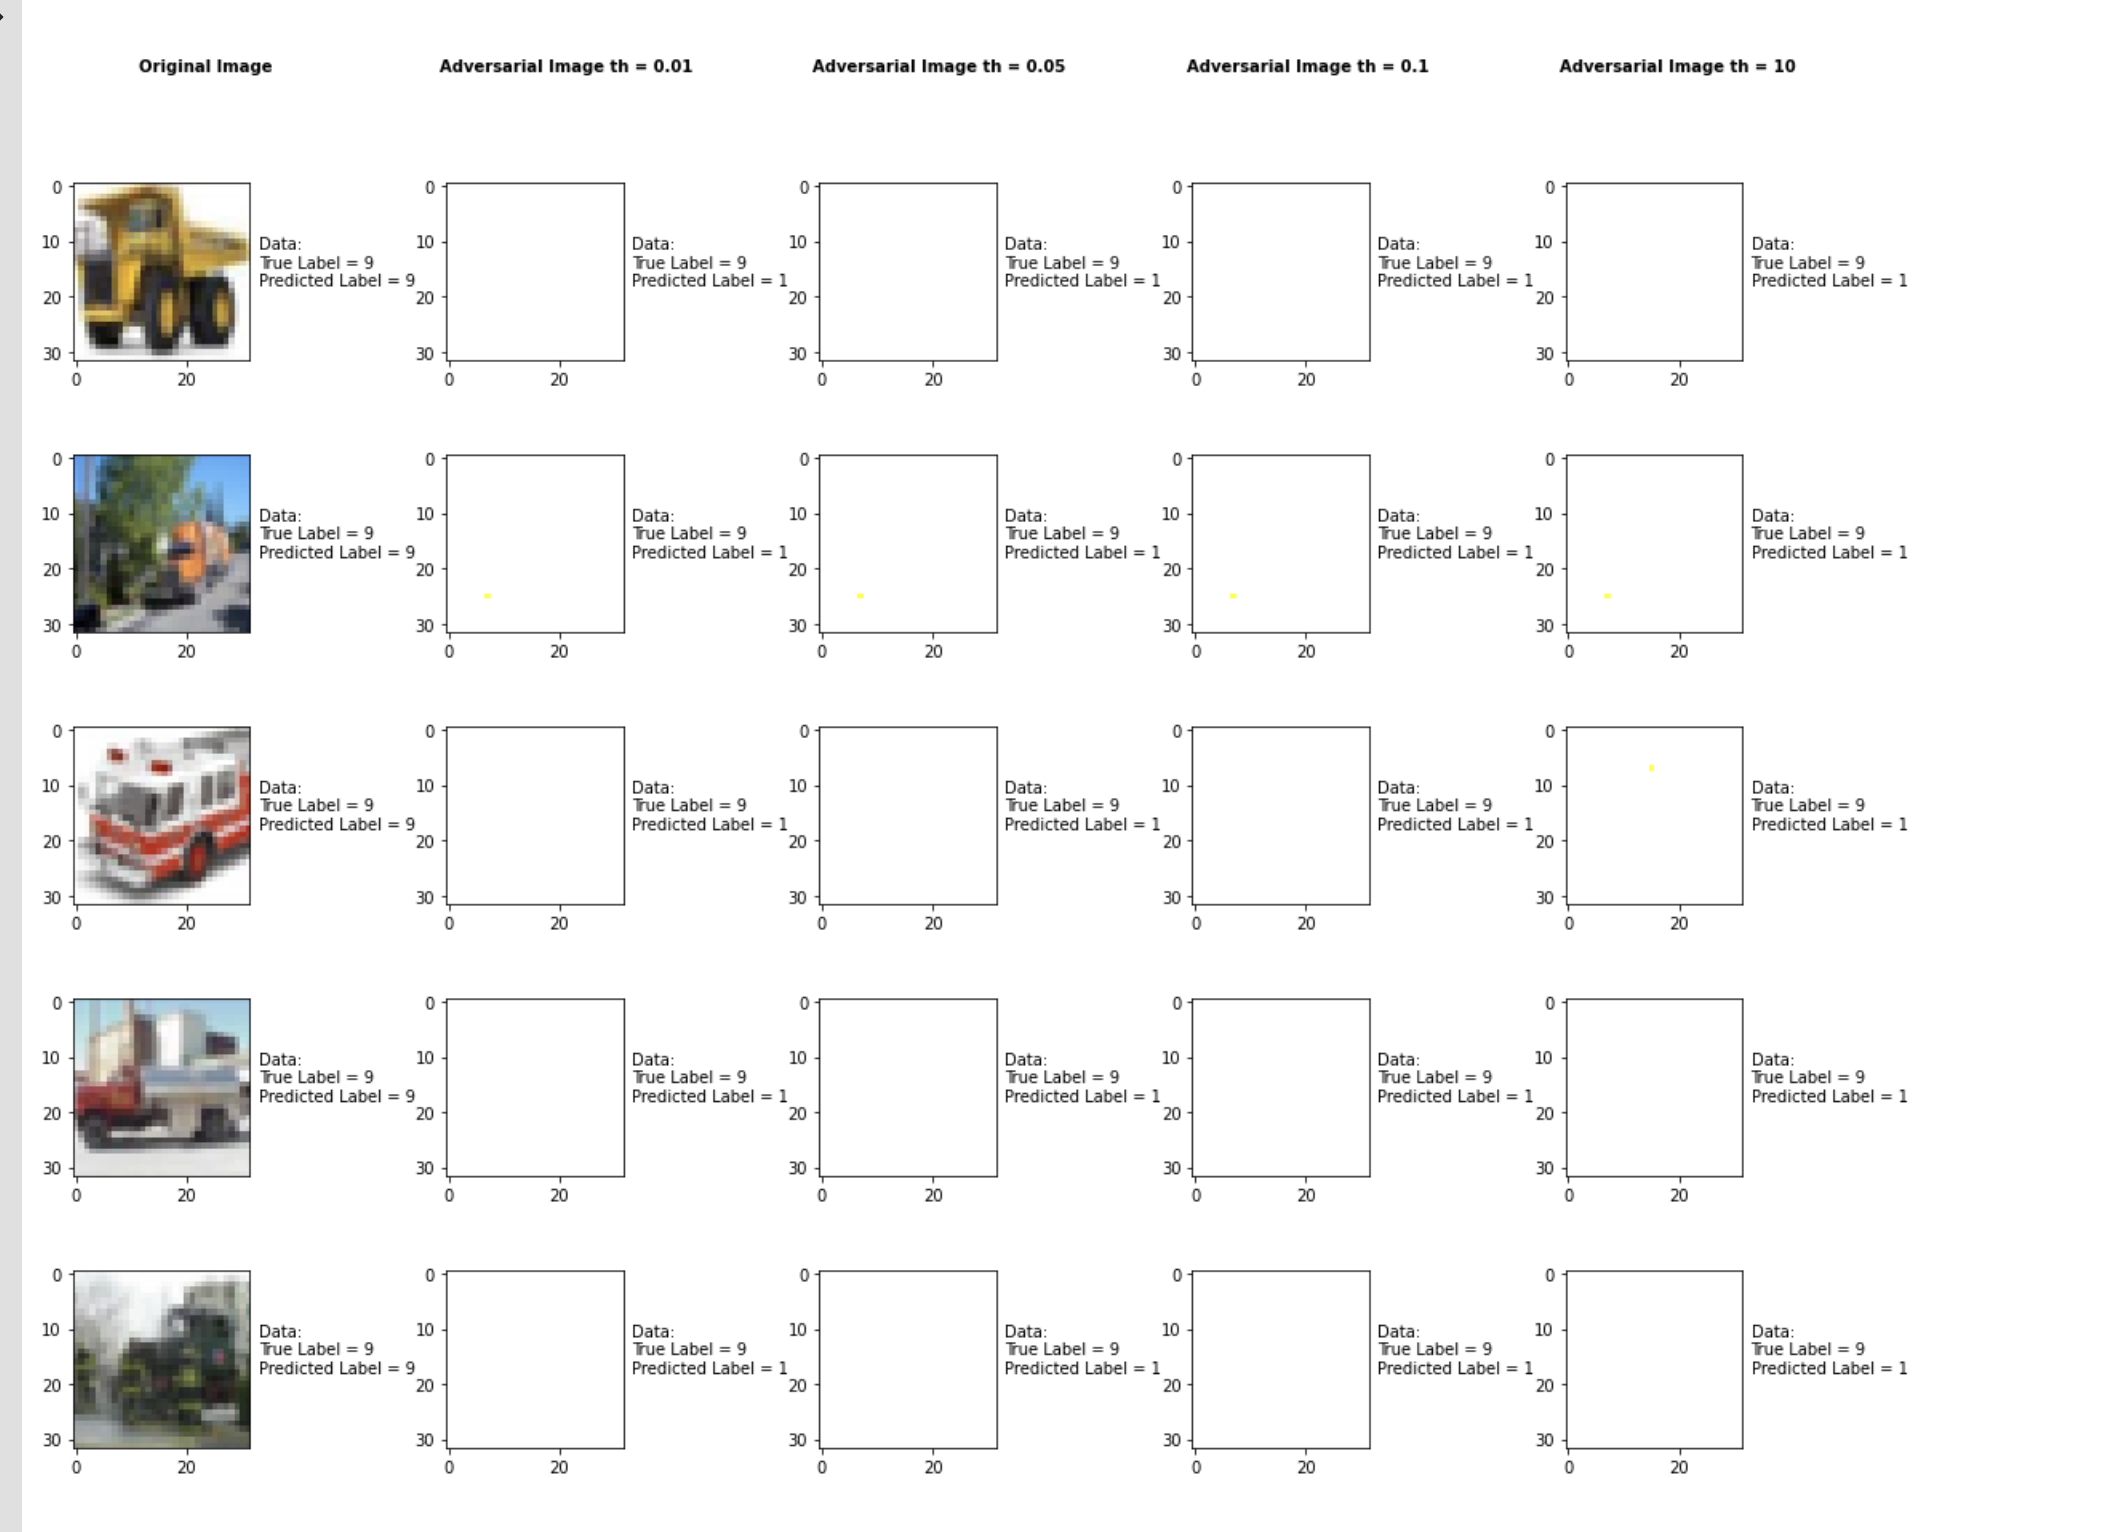 Original Image
Adversarial Image th = 0.01
Adversarial Image th = 0.05
Adversarial Image th = 0.1
Adversarial Image th = 10
0
10
20
30
0 20
Data:
True Label = 9
Predicted Label = 9
0
10
20
30
0 20
Data:
True Label = 9
Predicted Label = 1
0
10
20
30
0 20
Data:
True Label = 9
Predicted Label = 1
0
10
20
30
0 20
Data:
True Label = 9
Predicted Label = 1
0
10
20
30
0 20
Data:
True Label = 9
Predicted Label = 1
0
10
20
30
0 20
Data:
True Label = 9
Predicted Label = 9
0
10
20
30
0 20
Data:
True Label = 9
Predicted Label = 1
0
10
20
30
0 20
Data:
True Label = 9
Predicted Label = 1
0
10
20
30
0 20
Data:
True Label = 9
Predicted Label = 1
0
10
20
30
0 20
Data:
True Label = 9
Predicted Label = 1
0
10
20
30
0 20
Data:
True Label = 9
Predicted Label = 9
0
10
20
30
0 20
Data:
True Label = 9
Predicted Label = 1
0
10
20
30
0 20
Data:
True Label = 9
Predicted Label = 1
0
10
20
30
0 20
Data:
True Label = 9
Predicted Label = 1
0
10
20
30
0 20
Data:
True Label = 9
Predicted Label = 1
0
10
20
30
0 20
Data:
True Label = 9
Predicted Label = 9
0
10
20
30
0 20
Data:
True Label = 9
Predicted Label = 1
0
10
20
30
0 20
Data:
True Label = 9
Predicted Label = 1
0
10
20
30
0 20
Data:
True Label = 9
Predicted Label = 1
0
10
20
30
0 20
Data:
True Label = 9
Predicted Label = 1
0
10
20
30
0 20
Data:
True Label = 9
Predicted Label = 9
0
10
20
30
0 20
Data:
True Label = 9
Predicted Label = 1
0
10
20
30
0 20
Data:
True Label = 9
Predicted Label = 1
0
10
20
30
0 20
Data:
True Label = 9
Predicted Label = 1
0
10
20
30
0 20
Data:
True Label = 9
Predicted Label = 1